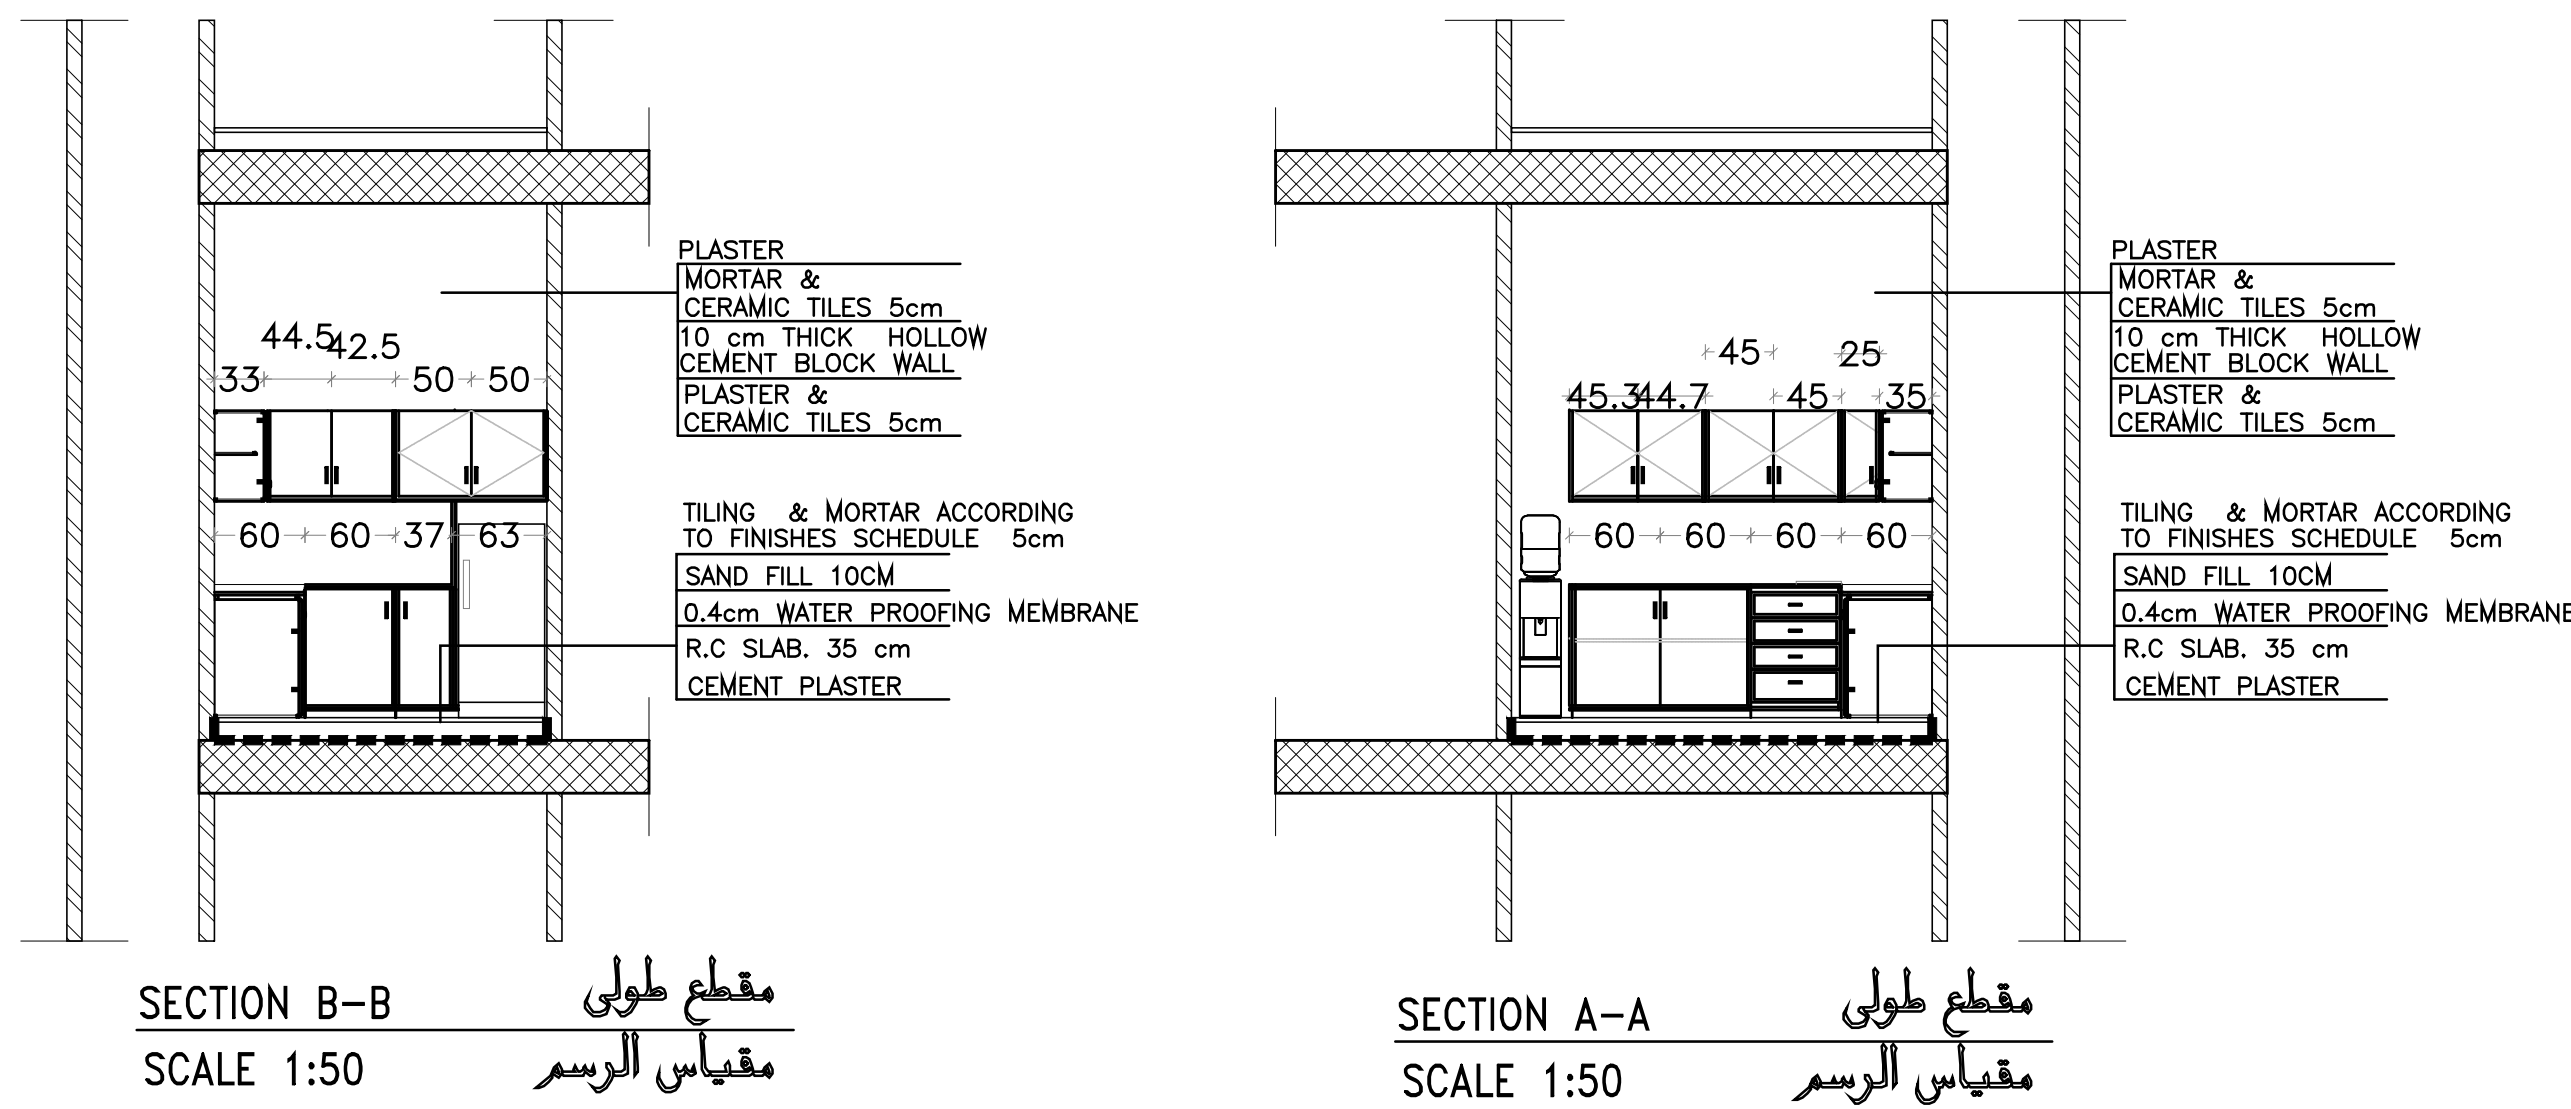 PLASTER
MORTAR &
CERAMIC TILES 5cm
10 cm THICK HOLLOW
CEMENT BLOCK WALL
PLASTER &
CERAMIC TILES 5cm
44.5
42.5
33
50
50
TILING & MORTAR ACCORDING
TO FINISHES SCHEDULE 5cm
60
60
37
63
SAND FILL 10CM
0.4cm WATER PROOFING MEMBRANE
R.C SLAB. 35 cm
CEMENT PLASTER
SECTION B-B
مقطع طولى
SCALE 1:50
مقياس الرسم
PLASTER
MORTAR &
CERAMIC TILES 5cm
10 cm THICK HOLLOW
CEMENT BLOCK WALL
PLASTER &
CERAMIC TILES 5cm
45
25
45.3
44.7
45
35
TILING & MORTAR ACCORDING
TO FINISHES SCHEDULE 5cm
60
60
60
60
SAND FILL 10CM
0.4cm WATER PROOFING MEMBRANE
R.C SLAB. 35 cm
CEMENT PLASTER
SECTION A-A
مقطع طولى
SCALE 1:50
مقياس الرسم